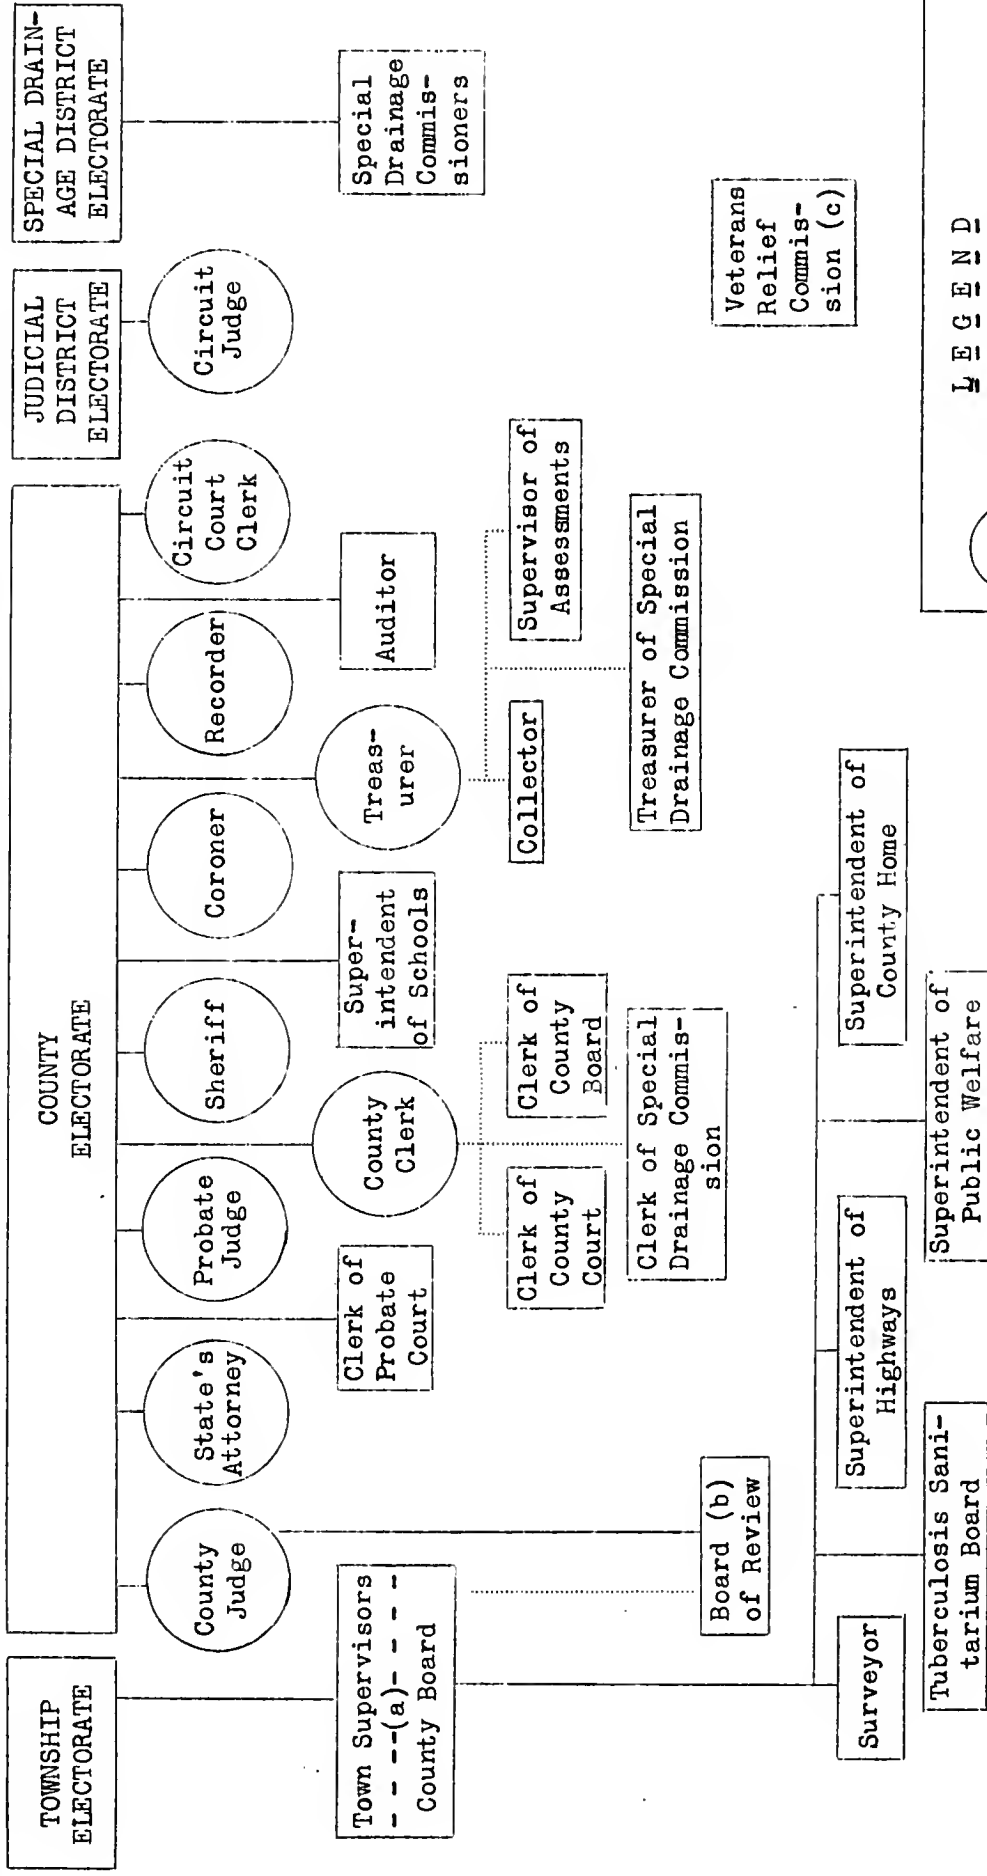 TOWNSHIP
ELECTORATE
COUNTY
ELECTORATE
JUDICIAL
DISTRICT
ELECTORATE
SPECIAL DRAIN-
AGE DISTRICT
ELECTORATE
County
Judge
State's
Attorney
Probate
Judge
Sheriff
Coroner
Recorder
Circuit
Court
Clerk
Circuit
Judge
Town Supervisors
- - - -(a)- - - - -
County Board
Clerk of
Probate
Court
County
Clerk
Super-
intendent
of Schools
Treas-
urer
Auditor
Special
Drainage
Commis-
sioners
Clerk of
County
Court
Clerk of
County
Board
Collector
Supervisor of
Assessments
Clerk of Special
Drainage Commis-
sion
Treasurer of Special
Drainage Commission
Board (b)
of Review
Veterans
Relief
Commis-
sion (c)
Surveyor
Superintendent of
Highways
Superintendent of
County Home
Tuberculosis Sani-
tarium Board
Superintendent of
Public Welfare
LEGEND